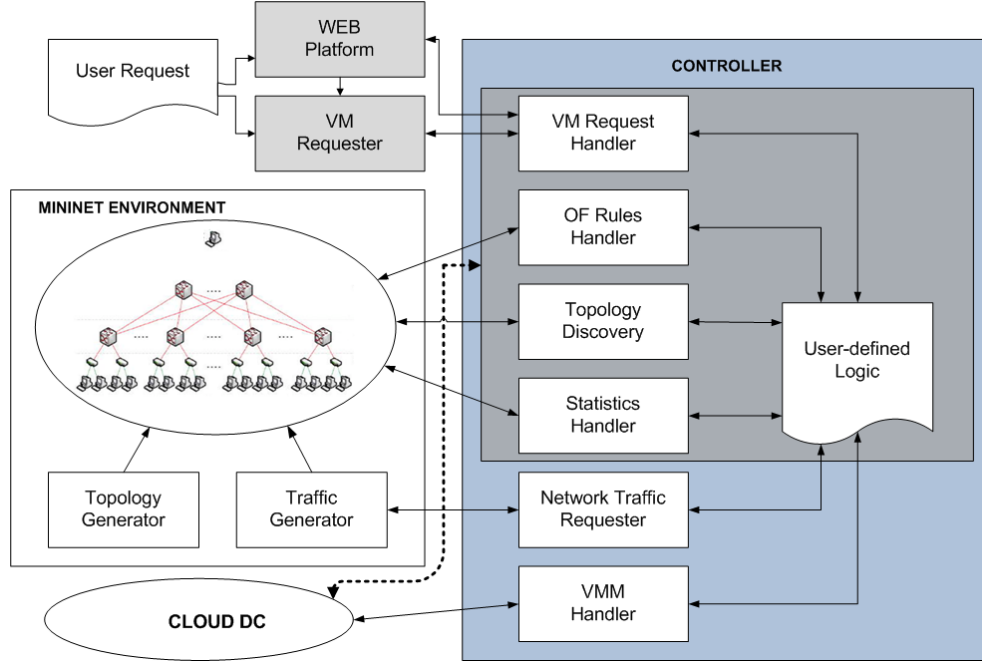 WEB
Platform
User Request
VM
Requester
CONTROLLER
VM Request
Handler
MININET ENVIRONMENT
OF Rules
Handler
Topology
Discovery
User-defined
Logic
Statistics
Handler
Topology
Generator
Traffic
Generator
Network Traffic
Requester
CLOUD DC
VMM
Handler